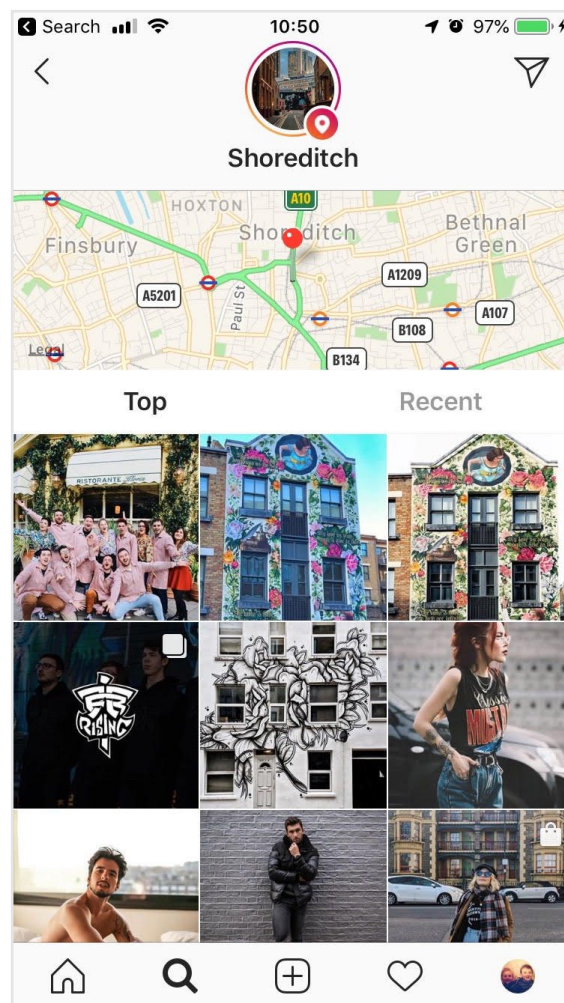 Search
10:50
97%
Shoreditch
A10
HOXTON
Shoreditch
Bethnal
Green
Finsbury
A1209
A5201
Paul St
A107
B108
Legal
B134
Top
Recent
RISTORANTE
RISING